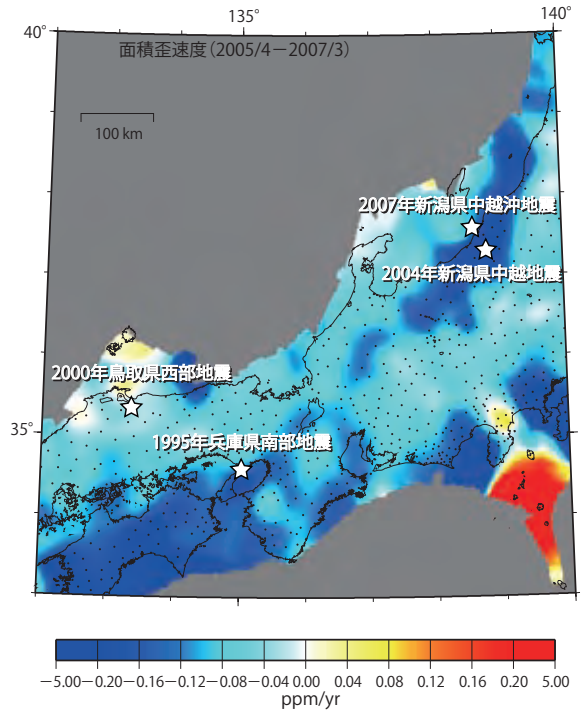 135°
140°
40°
面積歪速度(2005/4－2007/3)
100 km
2007年新潟県中越沖地震
2004年新潟県中越地震
2000年鳥取県西部地震
35°
1995年兵庫県南部地震
−5.00−0.20−0.16−0.12−0.08−0.04 0.00 0.04 0.08 0.12 0.16 0.20 5.00
ppm/yr